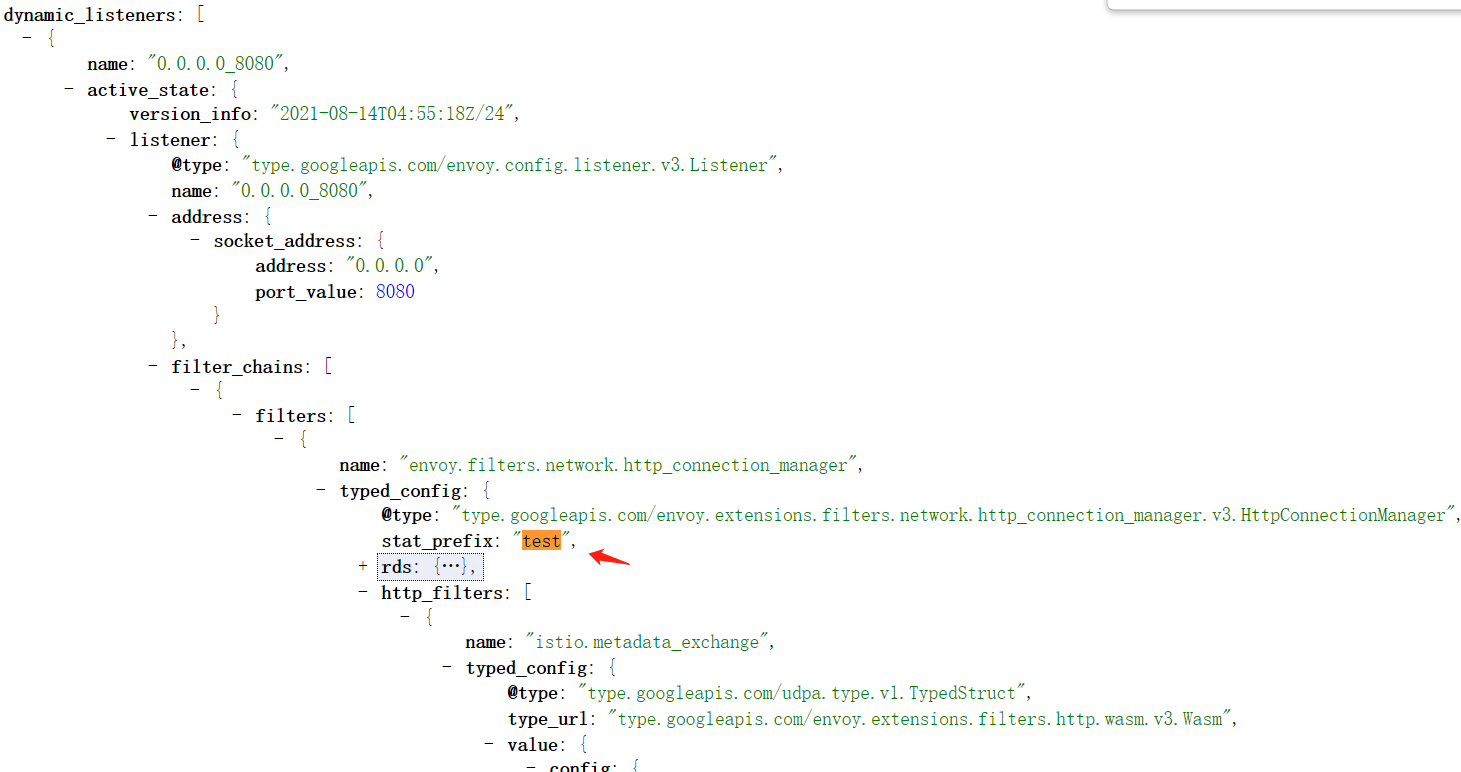 dynamic_listeners: [
- {
name: "0.0.0.0_8080",
- active_state: {
version_info: "2021-08-14T04:55:18Z/24",
- listener: {
@type: "type.googleapis.com/envoy.config.listener.v3.Listener",
name: "0.0.0.0_8080",
- address: {
- socket_address: {
address: "0.0.0.0",
port_value: 8080
}
},
- filter_chains: [
- {
- filters: [
- {
name: "envoy.filters.network.http_connection_manager",
- typed_config: {
@type: "type.googleapis.com/envoy.extensions.filters.network.http_connection_manager.v3.HttpConnectionManager",
stat_prefix: "test",
+ rds: {…},
- http_filters: [
- {
name: "istio.metadata_exchange",
- typed_config: {
@type: "type.googleapis.com/udpa.type.v1.TypedStruct",
type_url: "type.googleapis.com/envoy.extensions.filters.http.wasm.v3.Wasm",
- value: {
- config: {